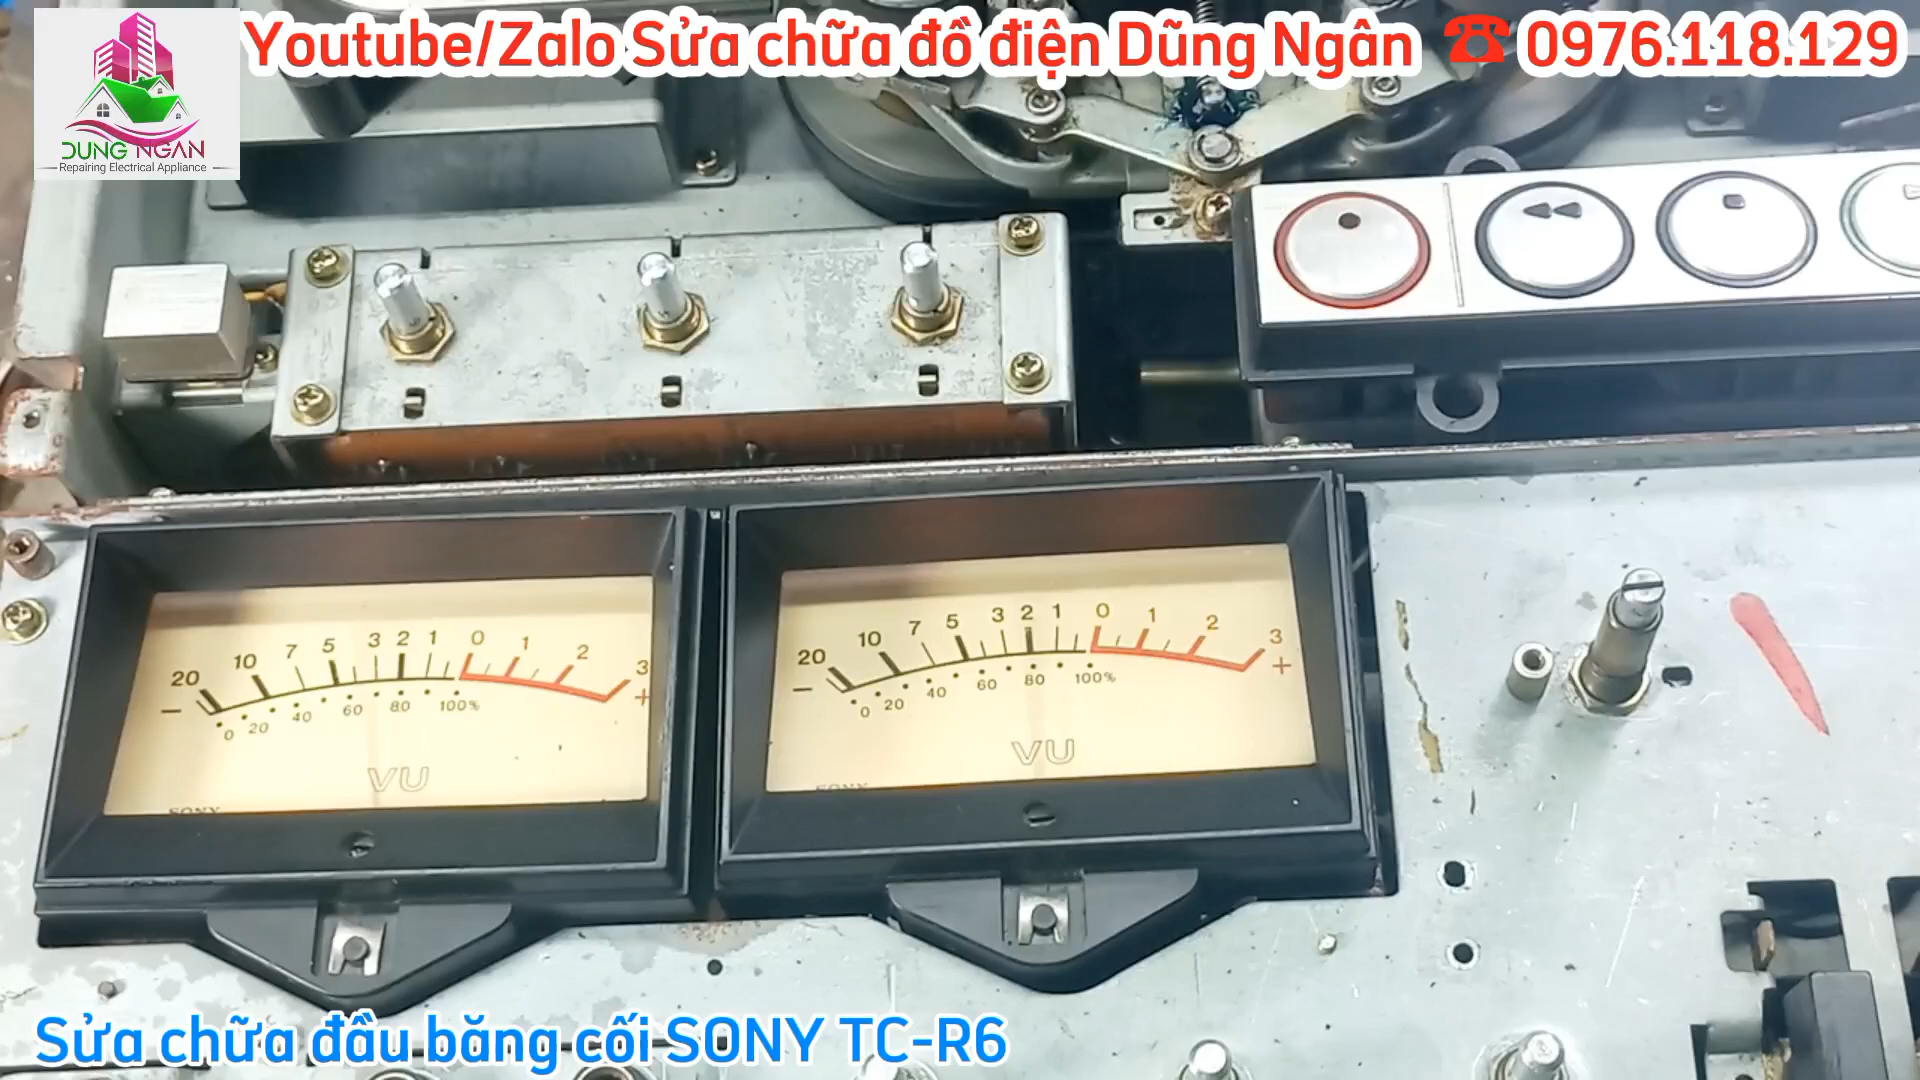 Youtube/Zalo Sửa chữa đồ điện Dũng Ngân ☎ 0976.118.129
DUNG NGAN
Repairing Electrical Appliance
20 10 7 5 3 2 1 0 1 2 3
- +
0 20 40 60 80 100%
VU
SONY
20 10 7 5 3 2 1 0 1 2 3
- +
0 20 40 60 80 100%
VU
SONY
Sửa chữa đầu băng cối SONY TC-R6